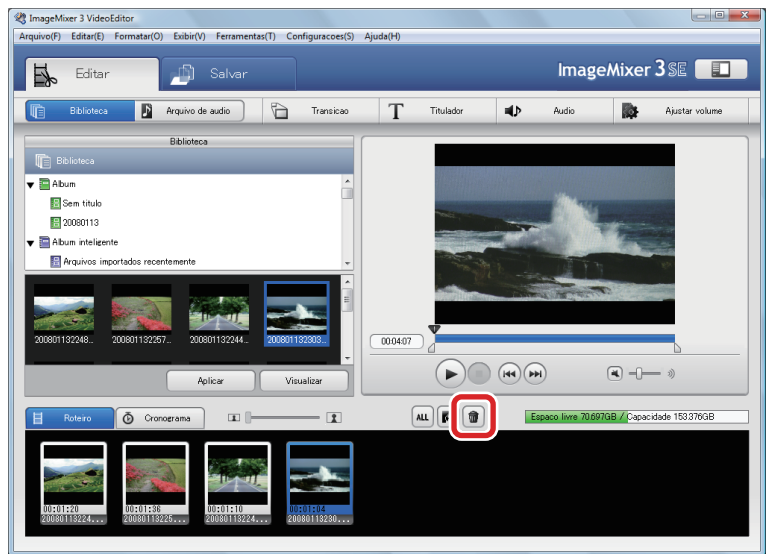 ImageMixer 3 VideoEditor
Arquivo(F) Editar(E) Formatar(O) Exibir(V) Ferramentas(T) Configuracoes(S) Ajuda(H)
Editar Salvar ImageMixer 3 SE
Biblioteca Arquivo de audio Transicao T Titulador Audio Ajustar volume
Biblioteca
Biblioteca
Album
Sem titulo
20080113
Album inteligente
Arquivos importados recentemente
200801132248... 200801132257... 200801132244... 200801132303...
00:04:07
Aplicar Visualizar
Roteiro Cronograma ALL Espaco livre 70.697GB / Capacidade 153.376GB
00:01:20 00:01:36 00:01:10 00:01:04
20080113224... 20080113225... 20080113224... 20080113230...